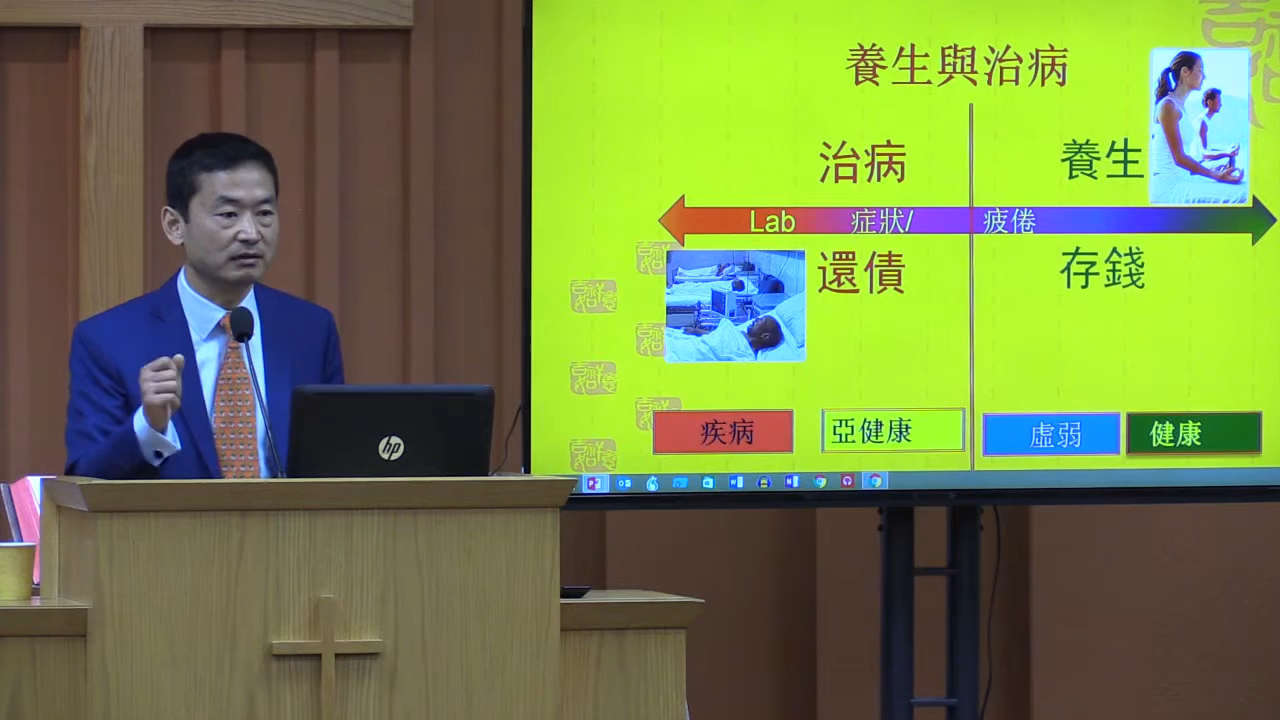 養生與治病
治病
養生
Lab 症狀/ 疲倦
還債
存錢
疾病
亞健康
虛弱
健康
hp